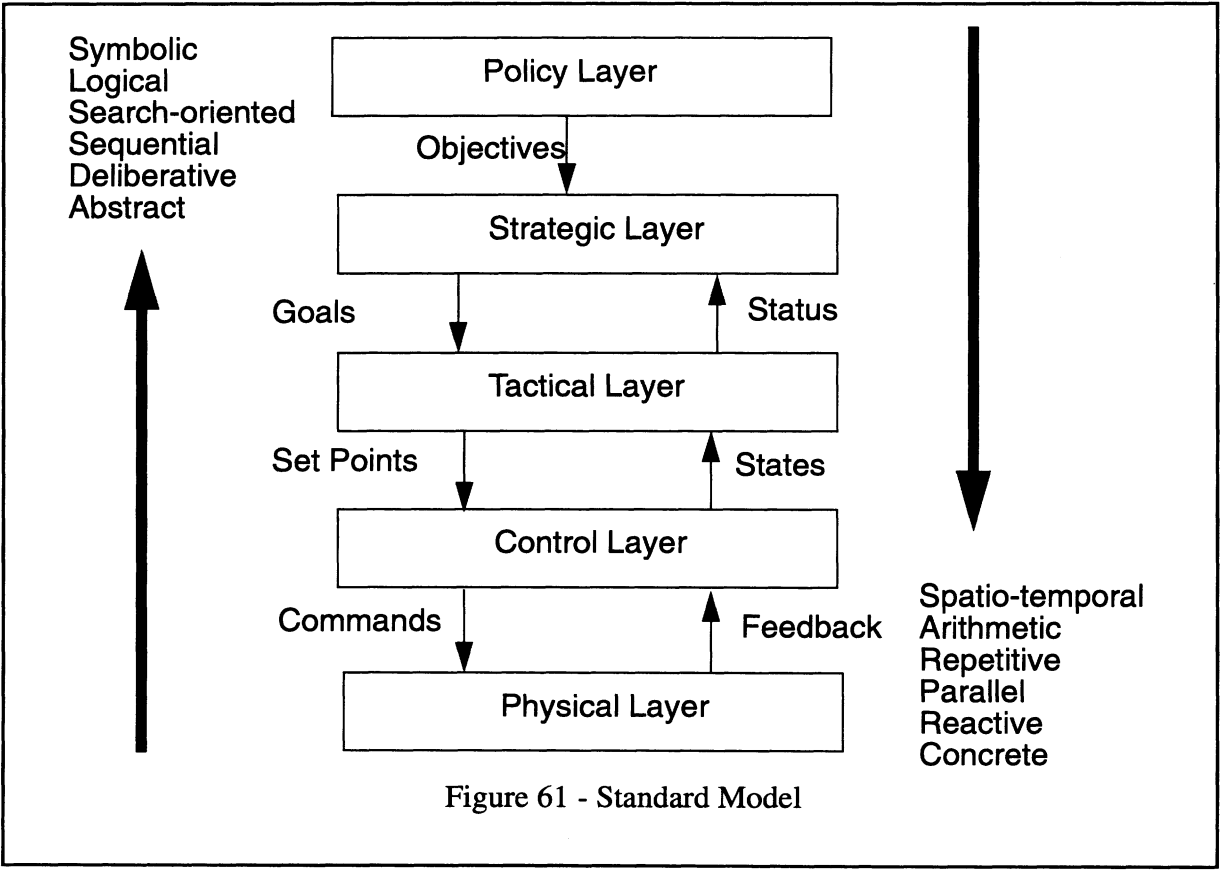 Symbolic
Logical
Search-oriented
Sequential
Deliberative
Abstract
Policy Layer
Objectives
Strategic Layer
Goals
Status
Tactical Layer
Set Points
States
Control Layer
Commands
Feedback
Physical Layer
Spatio-temporal
Arithmetic
Repetitive
Parallel
Reactive
Concrete
Figure 61 - Standard Model